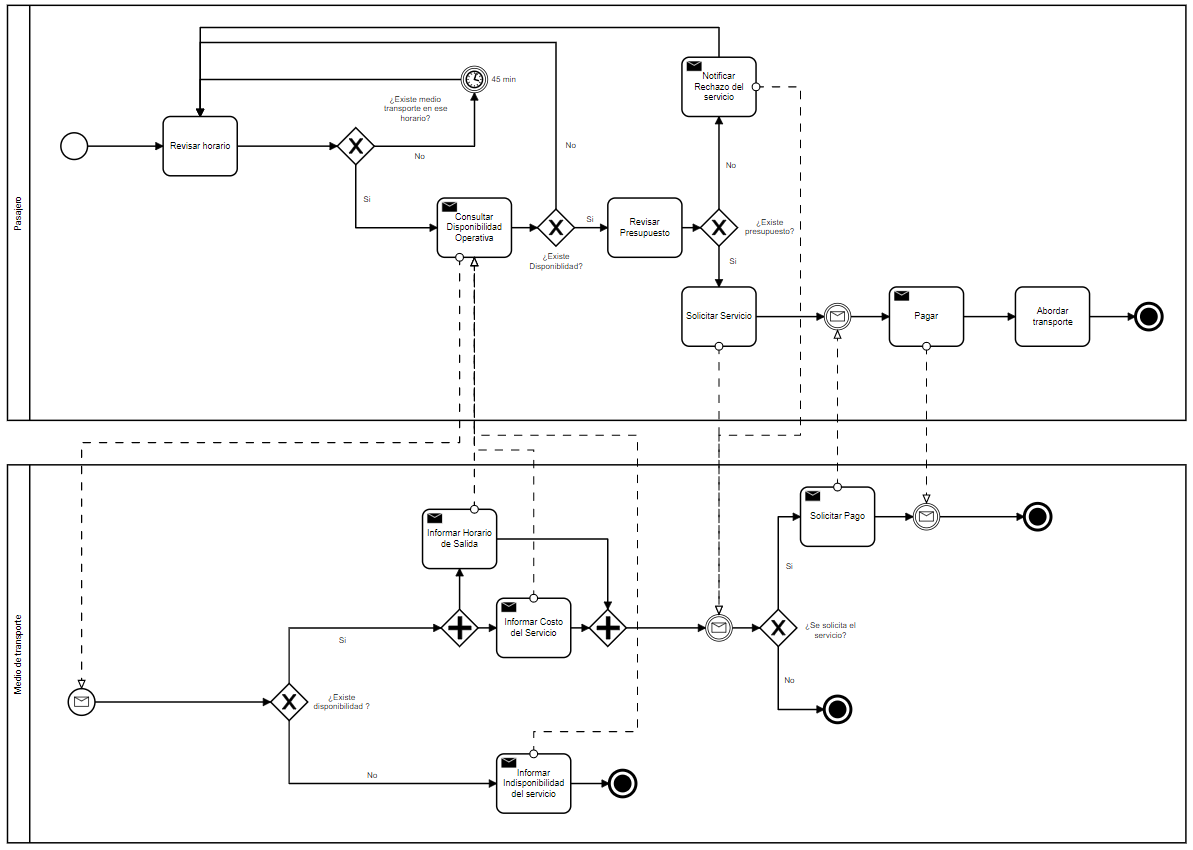 Pasajero
Revisar horario
¿Existe medio
transporte en ese
horario?
45 min
No
Si
Consultar
Disponibilidad
Operativa
¿Existe
Disponiblidad?
No
Si
Revisar
Presupuesto
¿Existe
presupuesto?
No
Si
Notificar
Rechazo del
servicio
Solicitar Servicio
Pagar
Abordar
transporte
Medio de transporte
¿Existe
disponibilidad ?
Si
No
Informar Horario
de Salida
Informar Costo
del Servicio
Informar
Indisponibilidad
del servicio
¿Se solicita el
servicio?
Si
No
Solicitar Pago